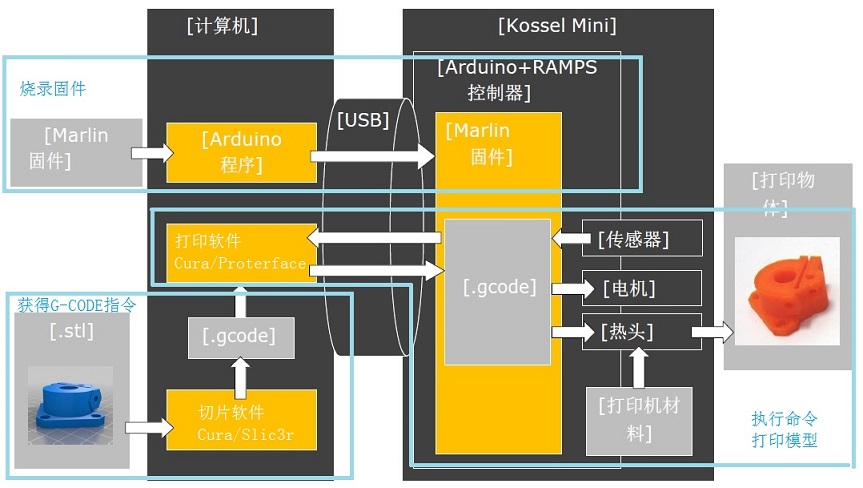 [计算机]
[Kossel Mini]
[Arduino+RAMPS
控制器]
烧录固件
[Marlin
固件]
[Arduino
程序]
[USB]
[Marlin
固件]
[打印物
体]
打印软件
Cura/Proterface
[.gcode]
[传感器]
[电机]
[热头]
获得G-CODE指令
[.stl]
[.gcode]
切片软件
Cura/Slic3r
[打印机材
料]
执行命令
打印模型